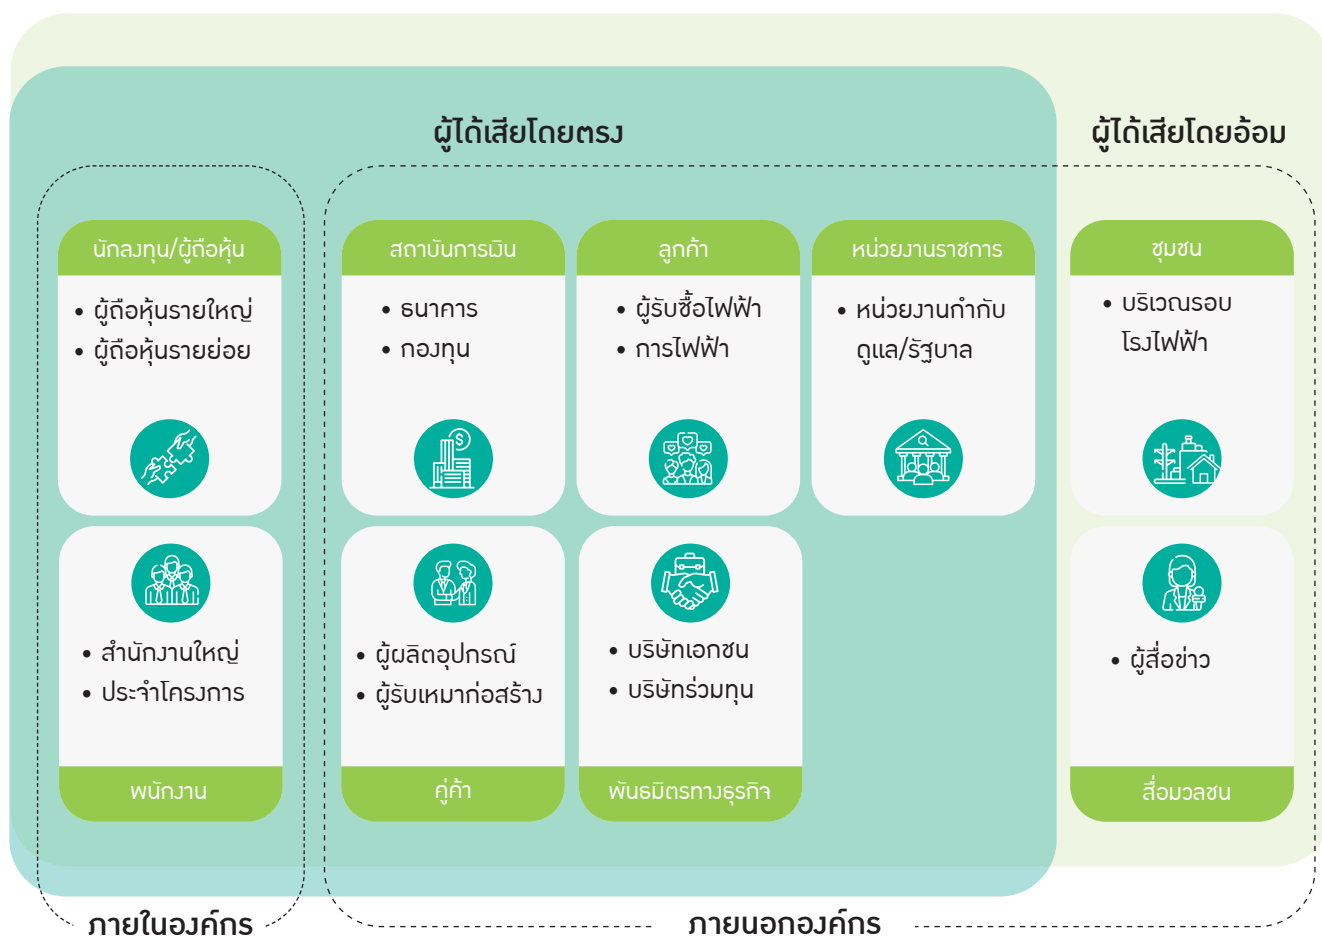 ผู้ได้เสียโดยตรง
ผู้ได้เสียโดยอ้อม
นักลงทุน/ผู้ถือหุ้น
• ผู้ถือหุ้นรายใหญ่
• ผู้ถือหุ้นรายย่อย
สถาบันการเงิน
• ธนาคาร
• กองทุน
ลูกค้า
• ผู้รับซื้อไฟฟ้า
• การไฟฟ้า
หน่วยงานราชการ
• หน่วยงานกำกับ
ดูแล/รัฐบาล
ชุมชน
• บริเวณรอบ
โรงไฟฟ้า
• สำนักงานใหญ่
• ประจำโครงการ
พนักงาน
• ผู้ผลิตอุปกรณ์
• ผู้รับเหมาก่อสร้าง
คู่ค้า
• บริษัทเอกชน
• บริษัทร่วมทุน
พันธมิตรทางธุรกิจ
• ผู้สื่อข่าว
สื่อมวลชน
ภายในองค์กร
ภายนอกองค์กร